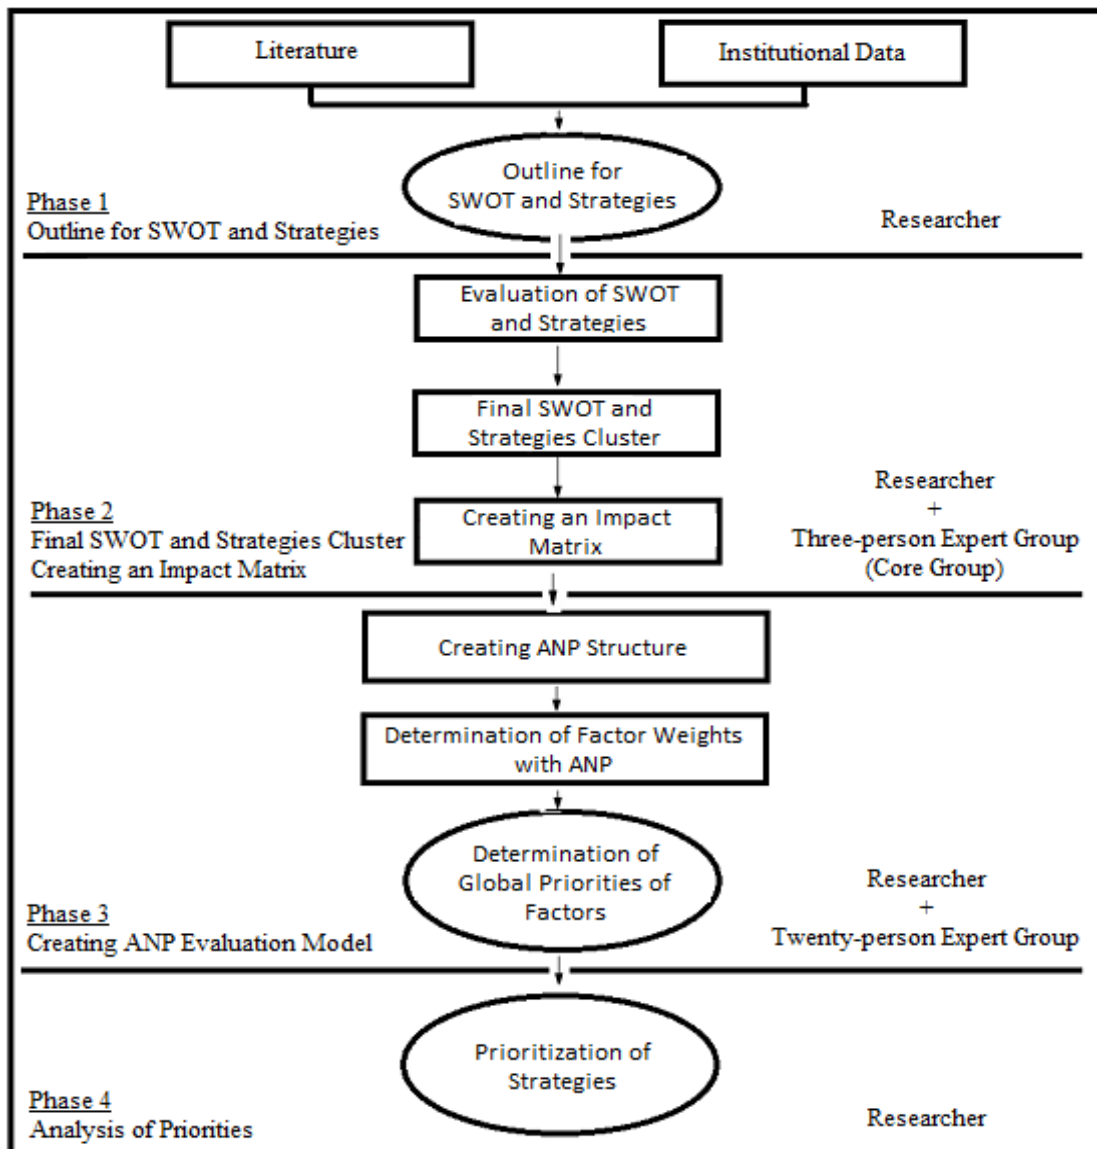 Literature
Institutional Data
Outline for
SWOT and Strategies
Phase 1
Outline for SWOT and Strategies
Researcher
Evaluation of SWOT
and Strategies
Final SWOT and
Strategies Cluster
Creating an Impact
Matrix
Phase 2
Final SWOT and Strategies Cluster
Creating an Impact Matrix
Researcher
+
Three-person Expert Group
(Core Group)
Creating ANP Structure
Determination of Factor Weights
with ANP
Determination of
Global Priorities of
Factors
Phase 3
Creating ANP Evaluation Model
Researcher
+
Twenty-person Expert Group
Prioritization of
Strategies
Phase 4
Analysis of Priorities
Researcher